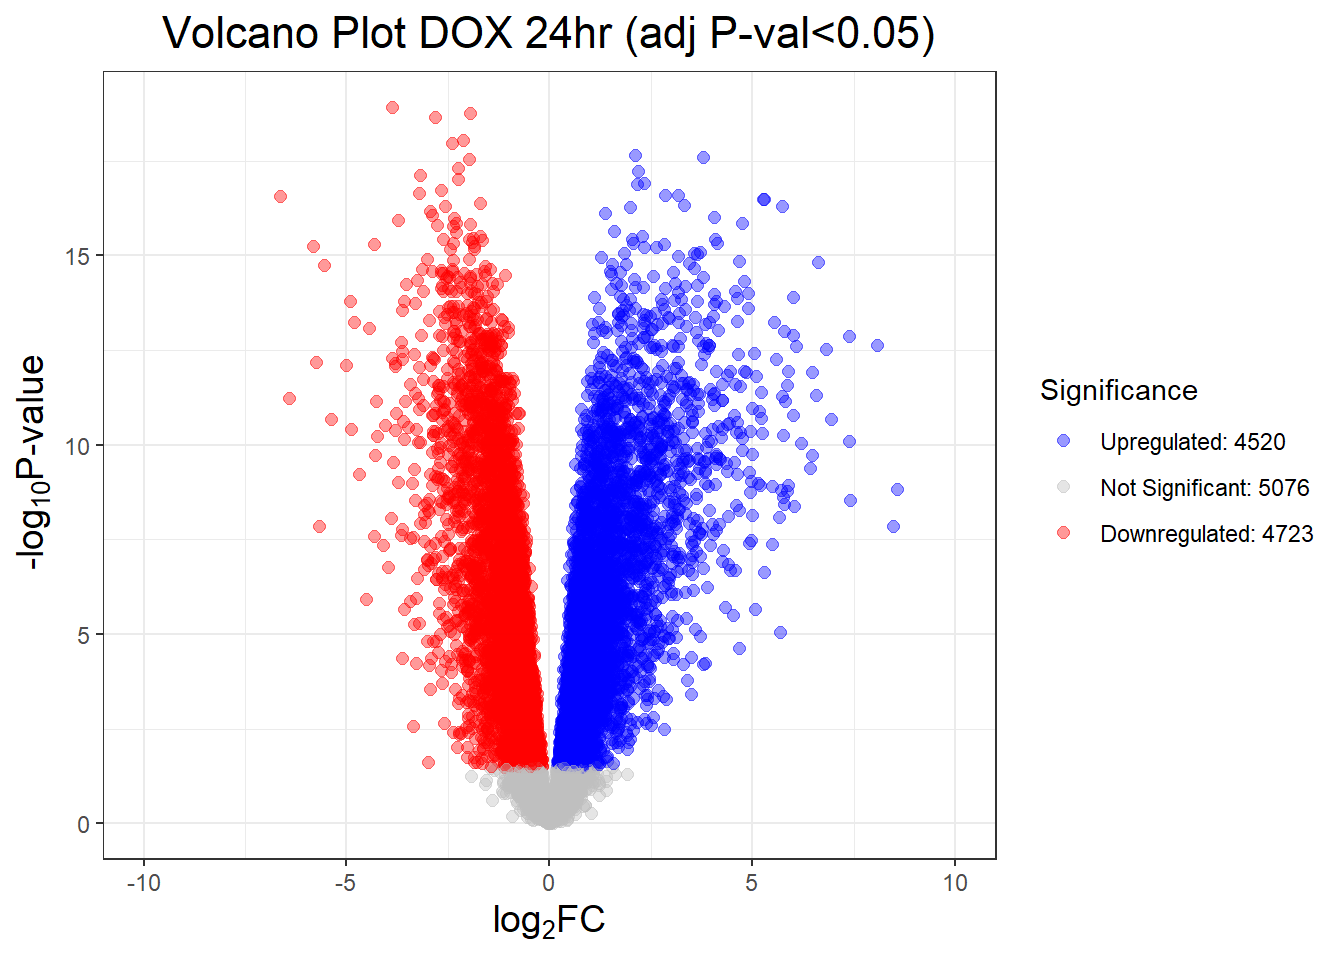 Volcano Plot DOX 24hr (adj P-val<0.05)
-log10P-value
15
10
5
0
-10
-5
0
5
10
log2FC
Significance
Upregulated: 4520
Not Significant: 5076
Downregulated: 4723